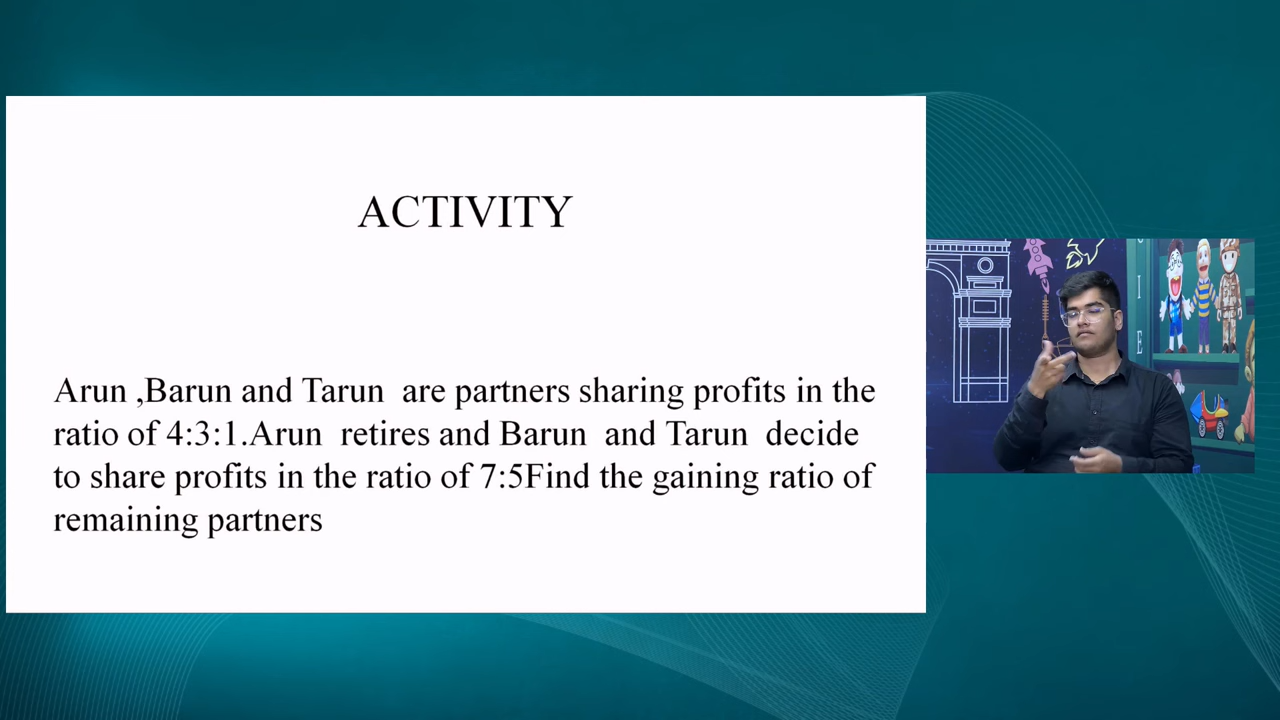 ACTIVITY
Arun ,Barun and Tarun  are partners sharing profits in the
ratio of 4:3:1.Arun  retires and Barun  and Tarun  decide
to share profits in the ratio of 7:5Find the gaining ratio of
remaining partners
I
E